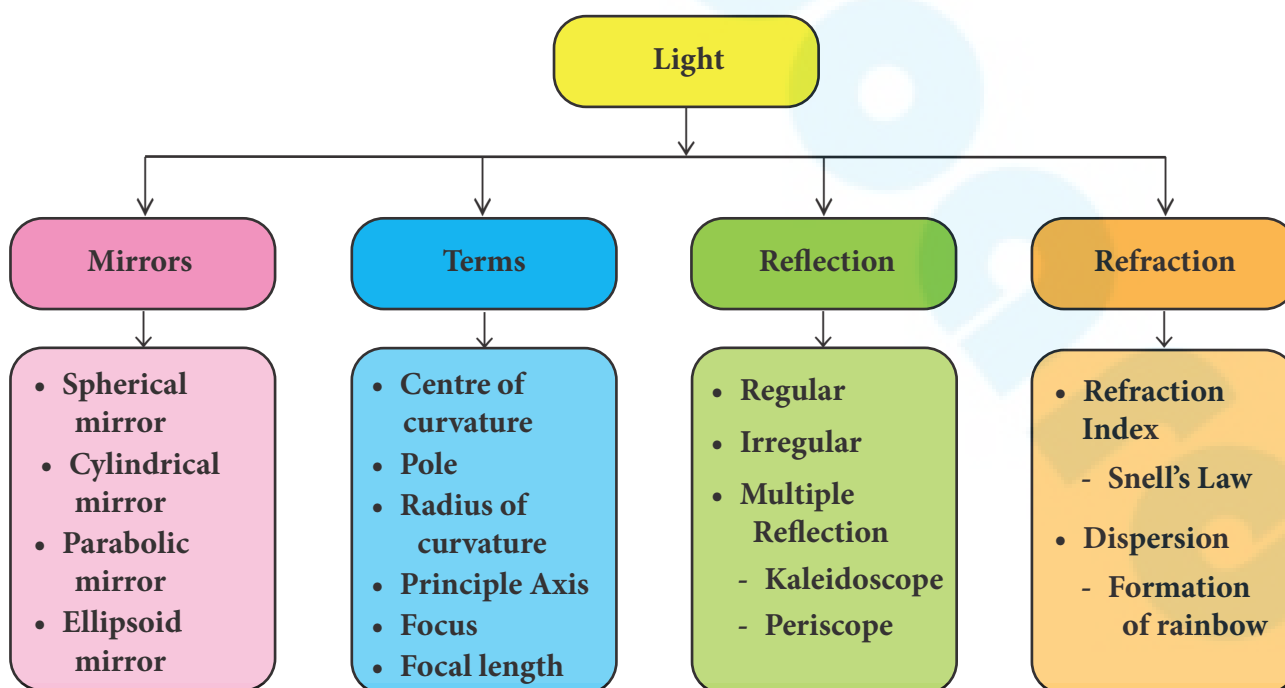 Light
Mirrors
Terms
Reflection
Refraction
• Spherical
mirror
• Cylindrical
mirror
• Parabolic
mirror
• Ellipsoid
mirror
• Centre of
curvature
• Pole
• Radius of
curvature
• Principle Axis
• Focus
• Focal length
• Regular
• Irregular
• Multiple
Reflection
- Kaleidoscope
- Periscope
• Refraction
Index
- Snell’s Law
• Dispersion
- Formation
of rainbow